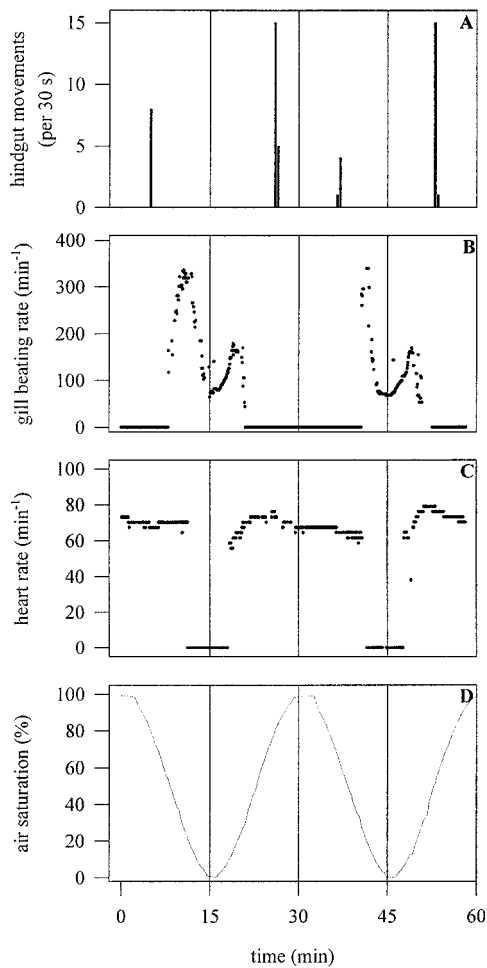 A
hindgut movements
(per 30 s)
15
10
5
0
B
gill beating rate (min-1)
400
300
200
100
0
C
heart rate (min-1)
100
80
60
40
20
0
D
air saturation (%)
100
80
60
40
20
0
0 15 30 45 60
time (min)